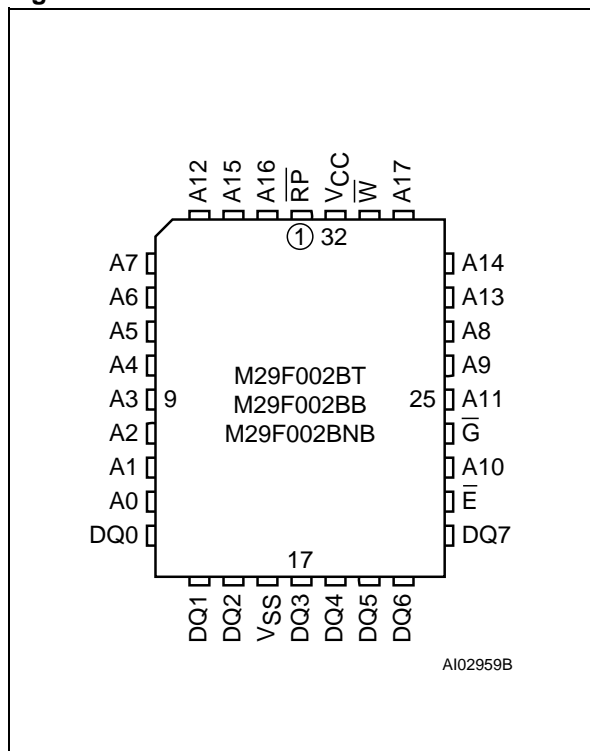 A12 A15 A16 R̅P̅ VCC W̅ A17
1 32
A7 A14
A6 A13
A5 A8
A4 A9
A3 9 25 A11
A2 G̅
A1 A10
A0 E̅
DQ0 DQ7
M29F002BT
M29F002BB
M29F002BNB
17
DQ1 DQ2 VSS DQ3 DQ4 DQ5 DQ6
AI02959B